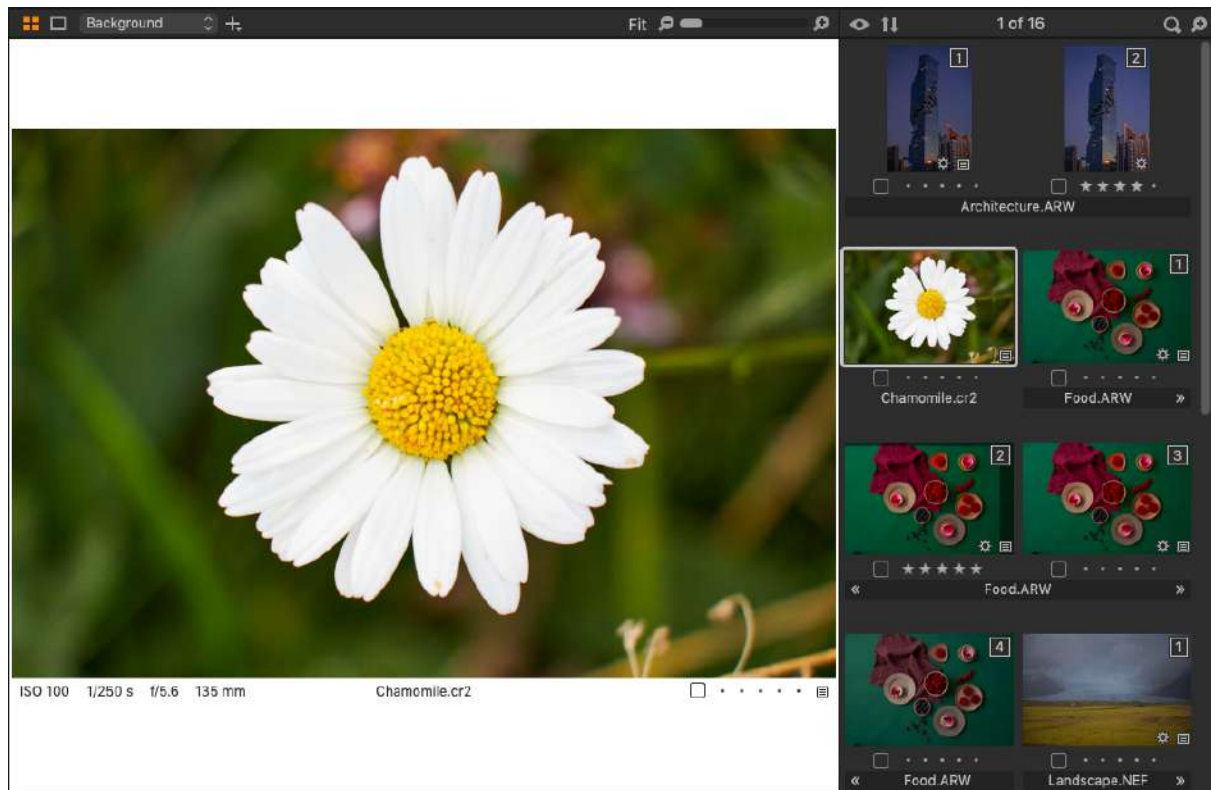 Background
Fit
1 of 16
1
2
Architecture.ARW
1
Chamomile.cr2
Food.ARW »
2
3
« Food.ARW »
4
1
« Food.ARW
Landscape.NEF »
ISO 100 1/250 s f/5.6 135 mm
Chamomile.cr2